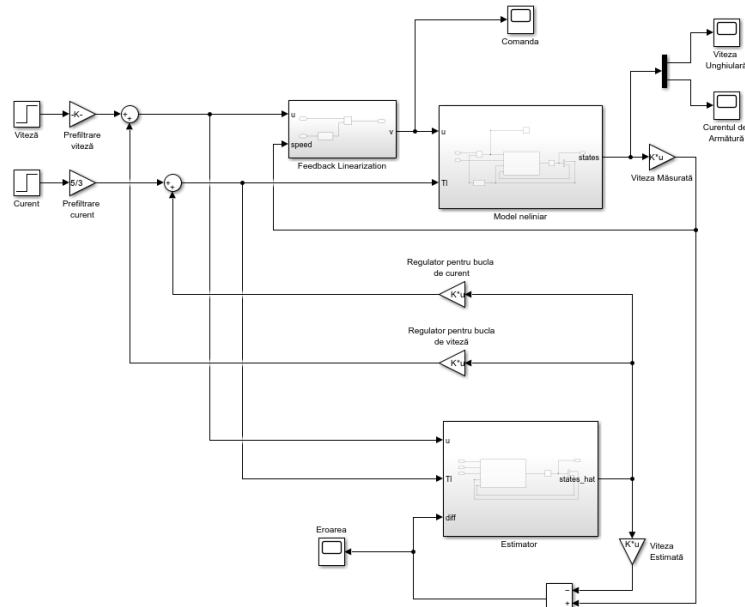 Comanda
Viteza
Unghiulară
Curentul de
Armătură
Viteză
-K-
Prefiltrare
viteză
u
speed
v
Feedback Linearization
u
Tl
states
Model neliniar
K*u
Viteza Măsurată
Curent
5/3
Prefiltrare
curent
Regulator pentru bucla
de curent
K*u
Regulator pentru bucla
de viteză
K*u
u
Tl
diff
states_hat
Estimator
Eroarea
K*u
Viteza
Estimată